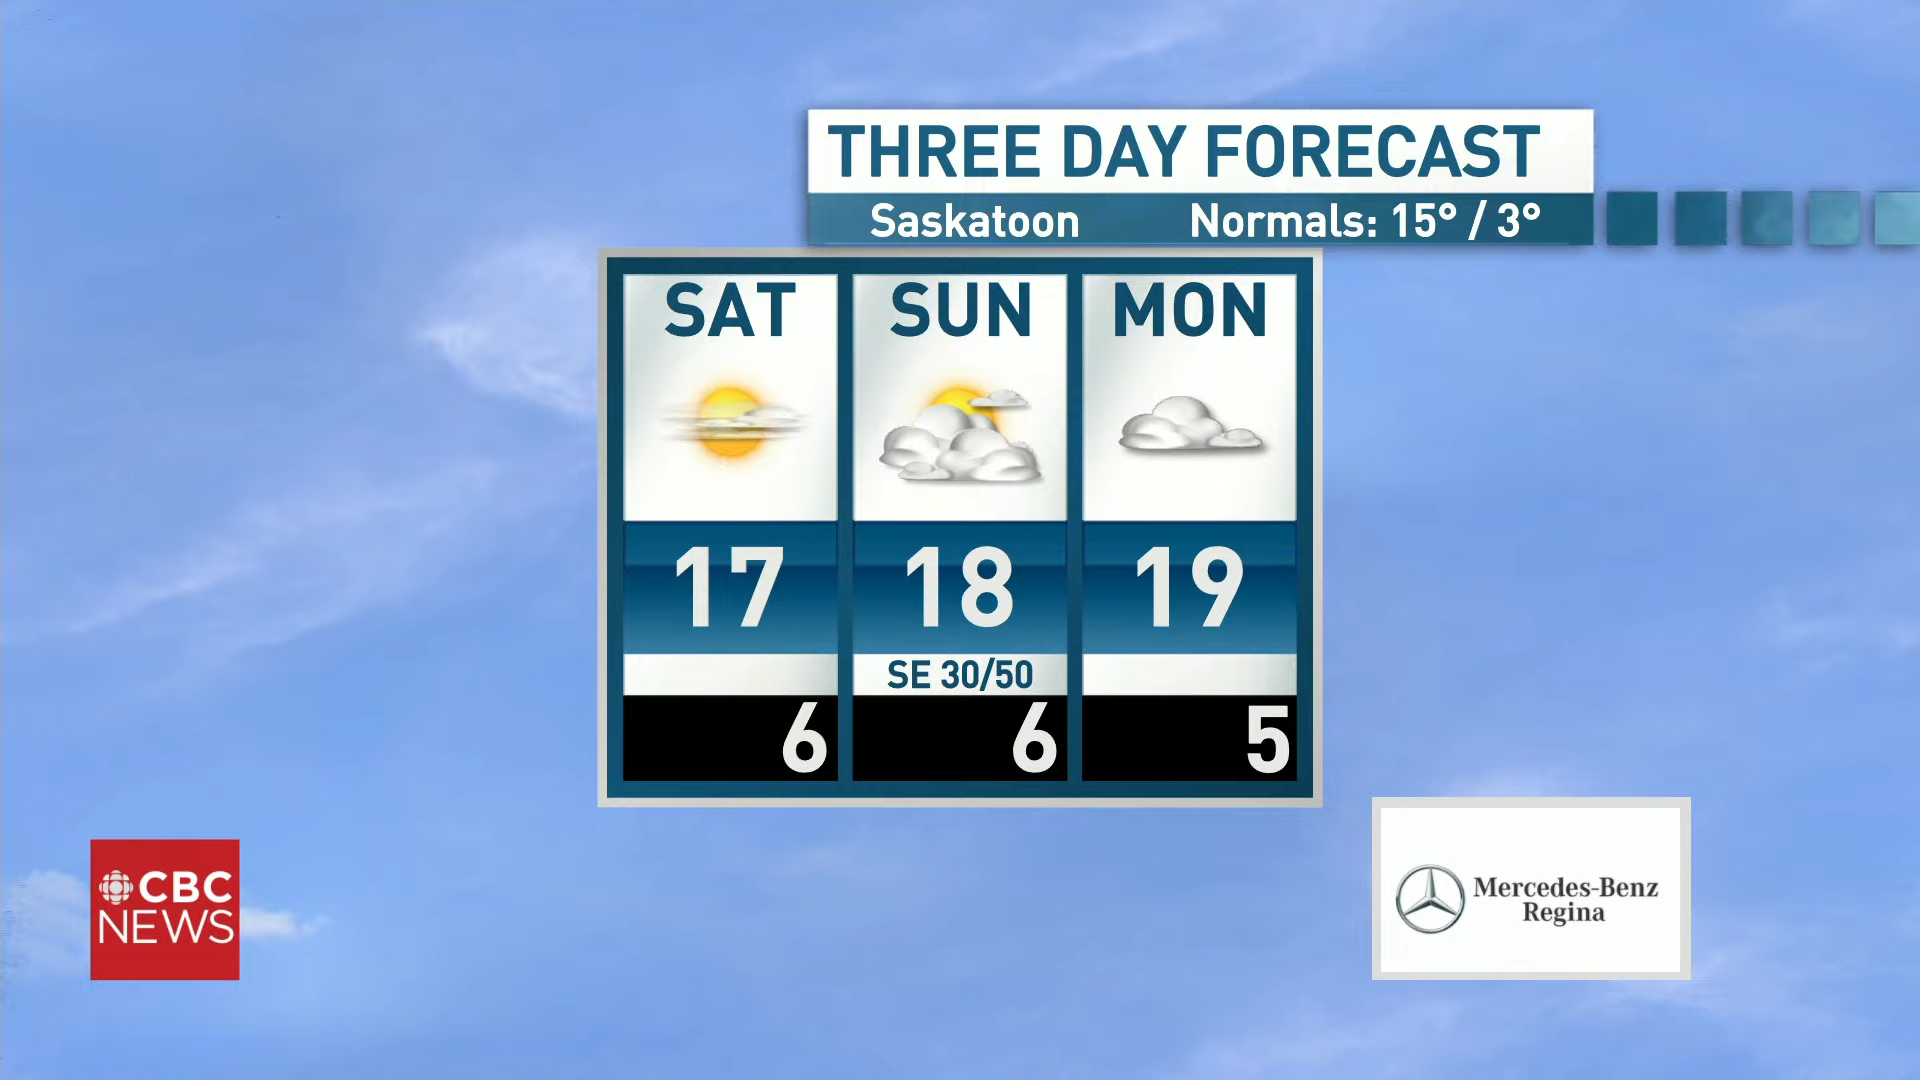 THREE DAY FORECAST
Saskatoon Normals: 15° / 3°
SAT SUN MON
17 18 19
SE 30/50
6 6 5
CBC
NEWS
Mercedes-Benz
Regina